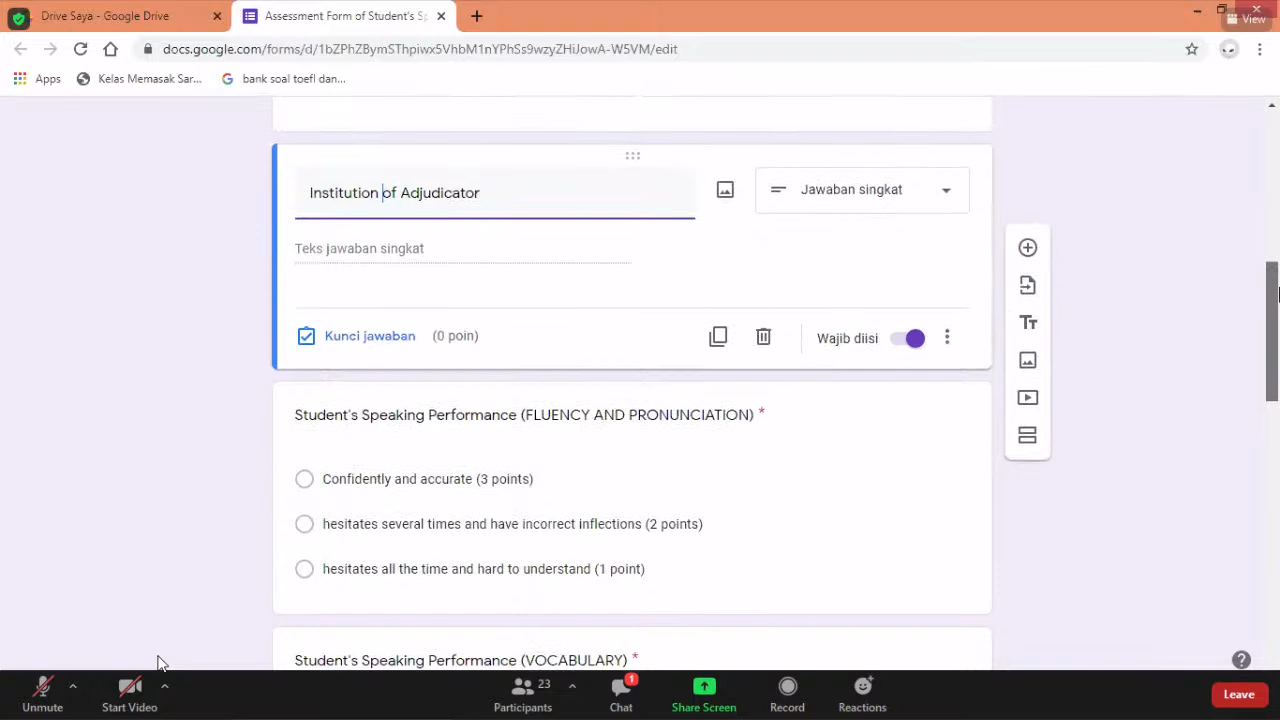 Drive Saya - Google Drive
Assessment Form of Student's Sp
View
docs.google.com/forms/d/1bZPhZBymSThpiwx5VhbM1nYPhSs9wzyZHiJowA-W5VM/edit
Apps
Kelas Memasak Sar...
bank soal toefl dan...
Institution of Adjudicator
Jawaban singkat
Teks jawaban singkat
Kunci jawaban
(0 poin)
Wajib diisi
Student's Speaking Performance (FLUENCY AND PRONUNCIATION) *
Confidently and accurate (3 points)
hesitates several times and have incorrect inflections (2 points)
hesitates all the time and hard to understand (1 point)
Student's Speaking Performance (VOCABULARY) *
Unmute
Start Video
23
Participants
1
Chat
Share Screen
Record
Reactions
Leave